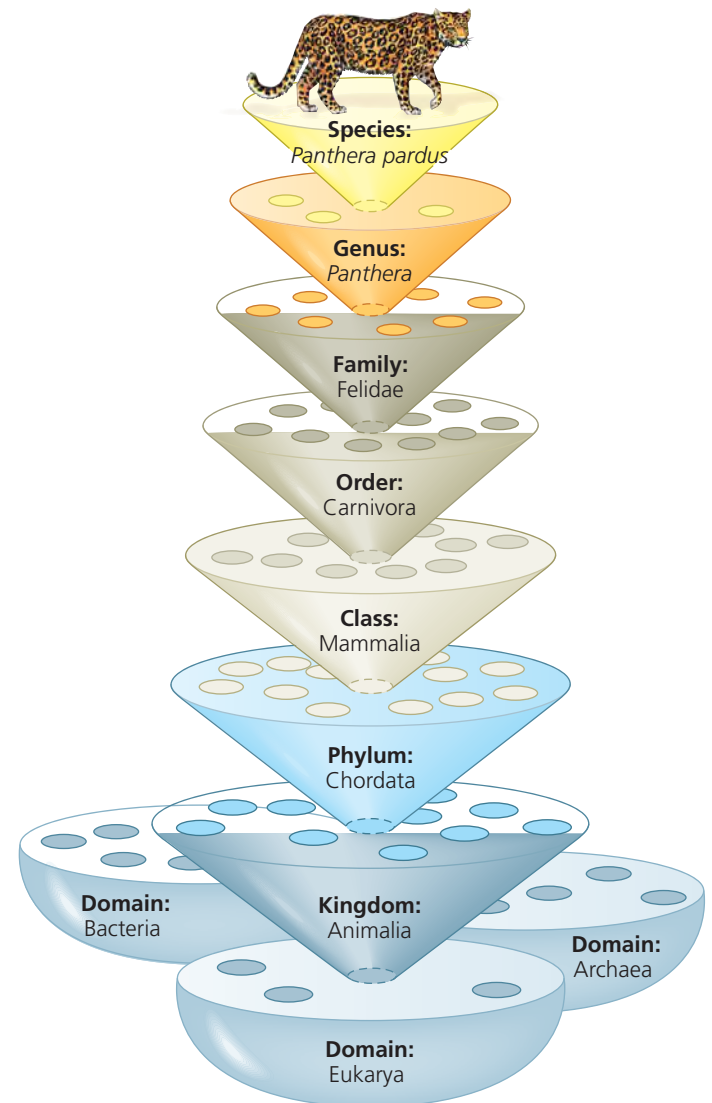 Species:
Panthera pardus
Genus:
Panthera
Family:
Felidae
Order:
Carnivora
Class:
Mammalia
Phylum:
Chordata
Domain:
Bacteria
Kingdom:
Animalia
Domain:
Archaea
Domain:
Eukarya